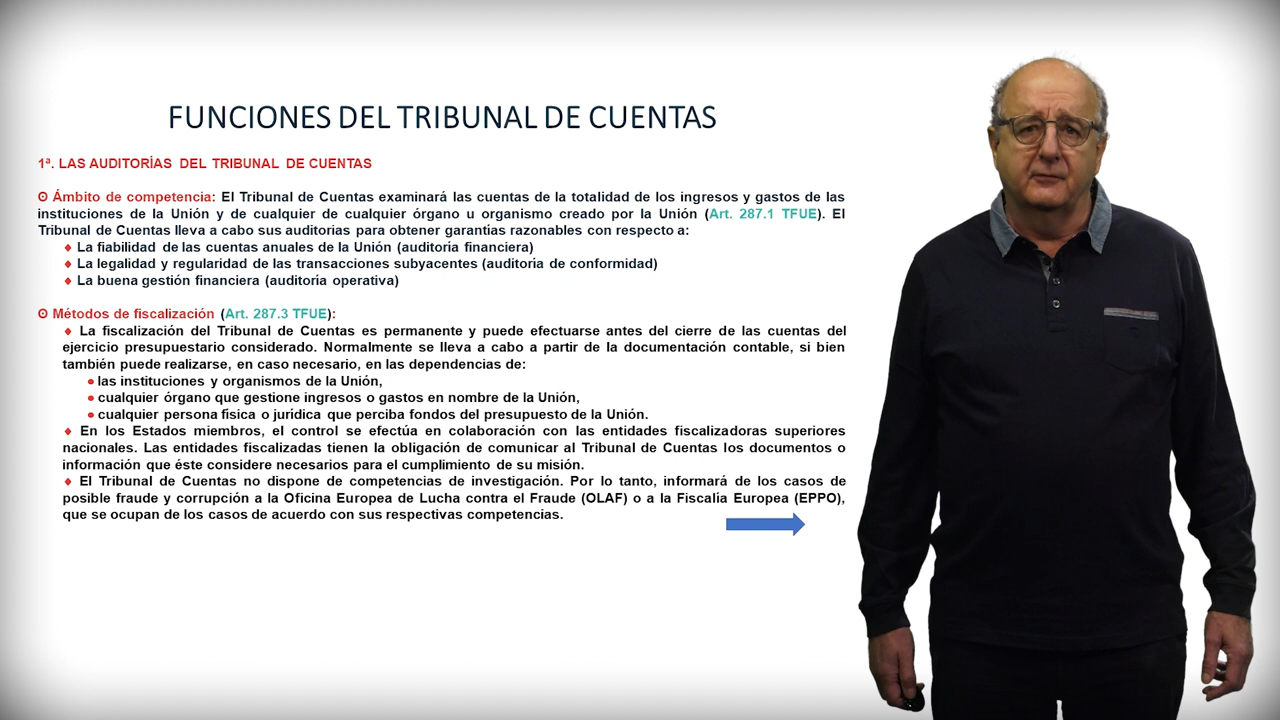 FUNCIONES DEL TRIBUNAL DE CUENTAS
1ª. LAS AUDITORÍAS DEL TRIBUNAL DE CUENTAS
Ámbito de competencia: El Tribunal de Cuentas examinará las cuentas de la totalidad de los ingresos y gastos de las
instituciones de la Unión y de cualquier de cualquier órgano u organismo creado por la Unión (Art. 287.1 TFUE). El
Tribunal de Cuentas lleva a cabo sus auditorias para obtener garantías razonables con respecto a:
La fiabilidad de las cuentas anuales de la Unión (auditoría financiera)
La legalidad y regularidad de las transacciones subyacentes (auditoría de conformidad)
La buena gestión financiera (auditoría operativa)
Métodos de fiscalización (Art. 287.3 TFUE):
La fiscalización del Tribunal de Cuentas es permanente y puede efectuarse antes del cierre de las cuentas del
ejercicio presupuestario considerado. Normalmente se lleva a cabo a partir de la documentación contable, si bien
también puede realizarse, en caso necesario, en las dependencias de:
las instituciones y organismos de la Unión,
cualquier órgano que gestione ingresos o gastos en nombre de la Unión,
cualquier persona física o jurídica que perciba fondos del presupuesto de la Unión.
En los Estados miembros, el control se efectúa en colaboración con las entidades fiscalizadoras superiores
nacionales. Las entidades fiscalizadas tienen la obligación de comunicar al Tribunal de Cuentas los documentos o
información que éste considere necesarios para el cumplimiento de su misión.
El Tribunal de Cuentas no dispone de competencias de investigación. Por lo tanto, informará de los casos de
posible fraude y corrupción a la Oficina Europea de Lucha contra el Fraude (OLAF) o a la Fiscalía Europea (EPPO),
que se ocupan de los casos de acuerdo con sus respectivas competencias.